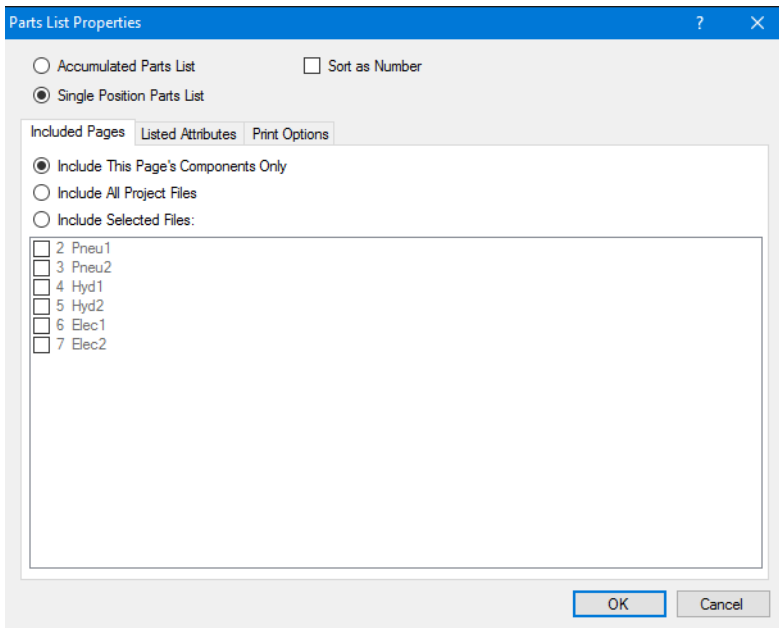 Parts List Properties ?
Accumulated Parts List Sort as Number
Single Position Parts List
Included Pages Listed Attributes Print Options
Include This Page's Components Only
Include All Project Files
Include Selected Files:
2 Pneu1
3 Pneu2
4 Hyd1
5 Hyd2
6 Elec1
7 Elec2
OK Cancel